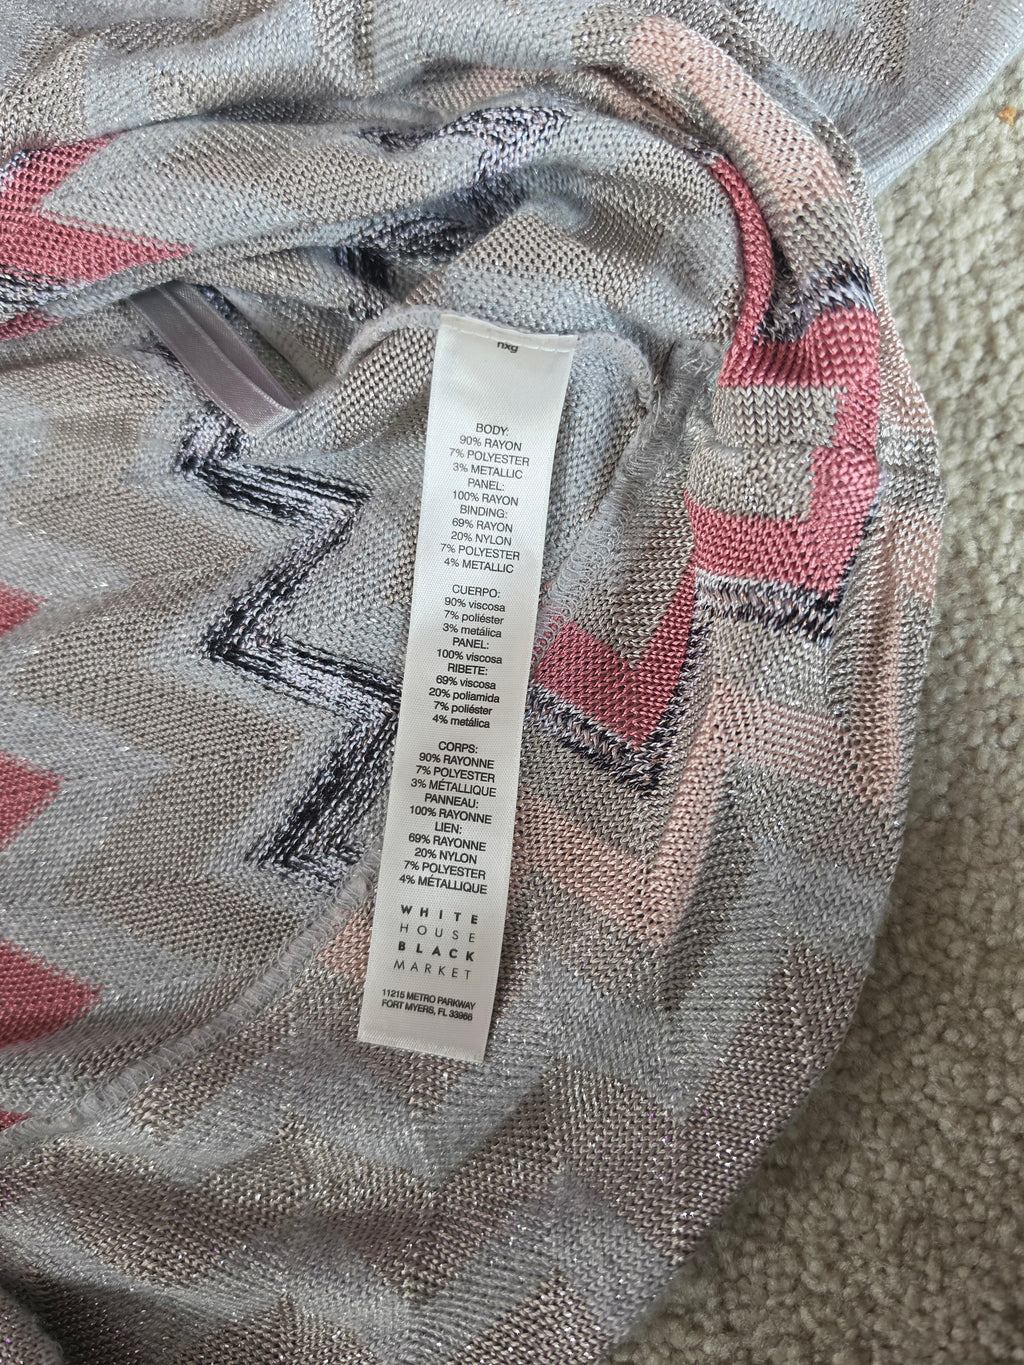 nxg
BODY:
90% RAYON
7% POLYESTER
3% METALLIC
PANEL:
100% RAYON
BINDING:
69% RAYON
20% NYLON
7% POLYESTER
4% METALLIC
CUERPO:
90% viscosa
7% poliéster
3% metálica
PANEL:
100% viscosa
RIBETE:
69% viscosa
20% poliamida
7% poliéster
4% metálica
CORPS:
90% RAYONNE
7% POLYESTER
3% MÉTALLIQUE
PANNEAU:
100% RAYONNE
LIEN:
69% RAYONNE
20% NYLON
7% POLYESTER
4% MÉTALLIQUE
WHITE
HOUSE
BLACK
MARKET
11215 METRO PARKWAY
FORT MYERS, FL 33966